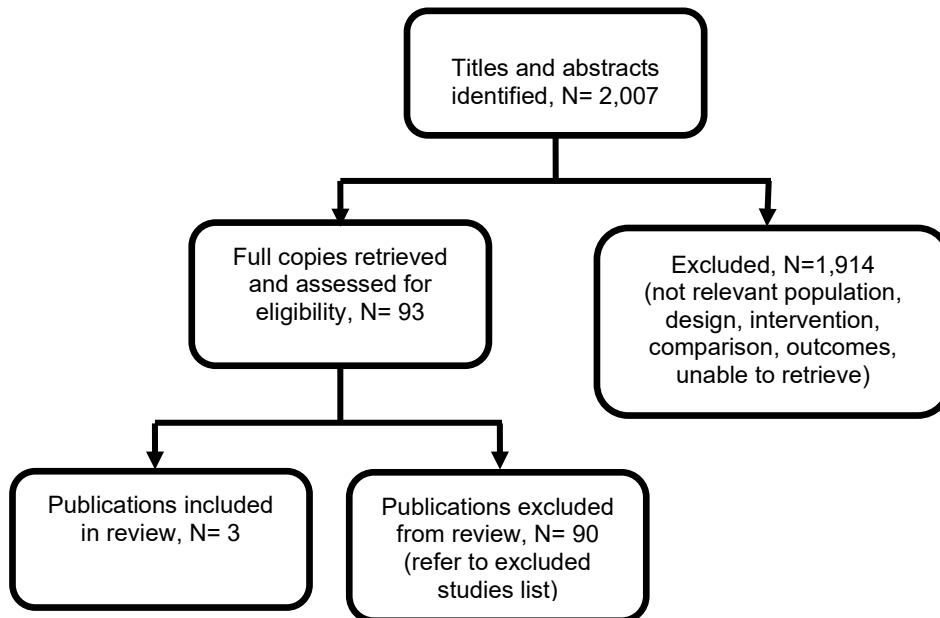 Titles and abstracts
identified, N= 2,007
Full copies retrieved
and assessed for
eligibility, N= 93
Excluded, N=1,914
(not relevant population,
design, intervention,
comparison, outcomes,
unable to retrieve)
Publications included
in review, N= 3
Publications excluded
from review, N= 90
(refer to excluded
studies list)